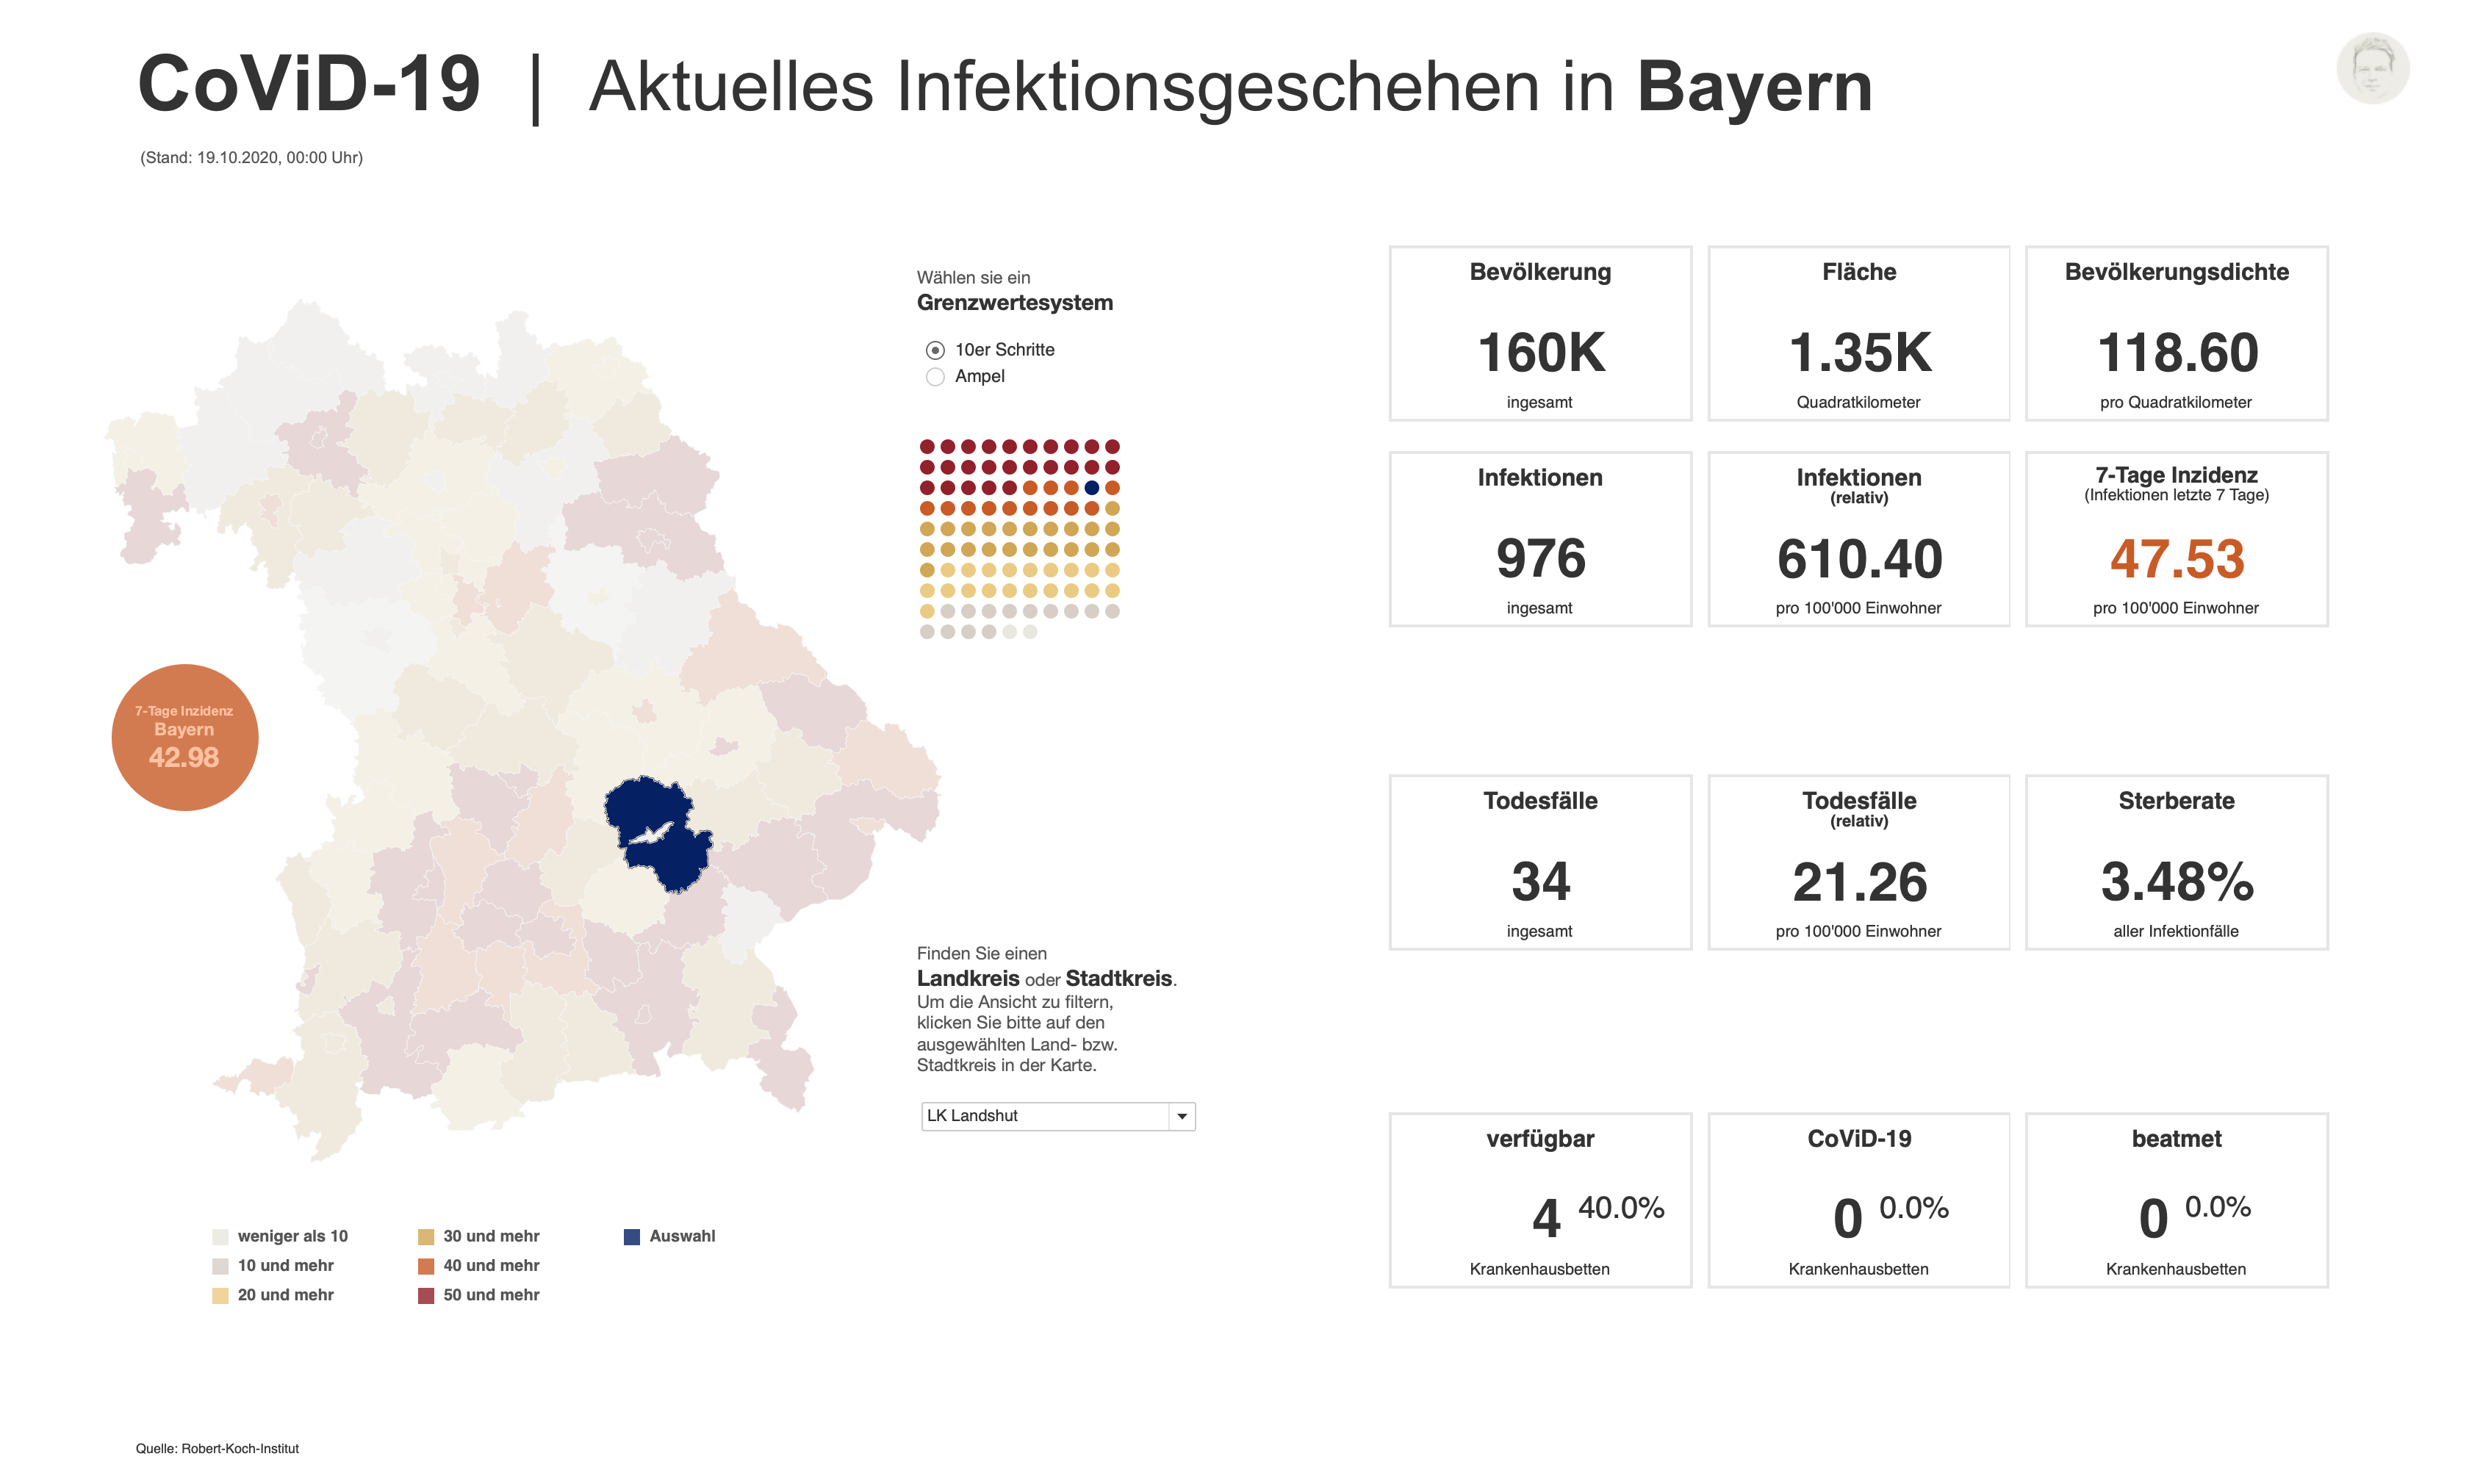 CoViD-19 | Aktuelles Infektionsgeschehen in Bayern
(Stand: 19.10.2020, 00:00 Uhr)
Wählen sie ein
Grenzwertesystem
10er Schritte
Ampel
7-Tage Inzidenz
Bayern
42.98
Finden Sie einen
Landkreis oder Stadtkreis.
Um die Ansicht zu filtern,
klicken Sie bitte auf den
ausgewählten Land- bzw.
Stadtkreis in der Karte.
LK Landshut
weniger als 10
10 und mehr
20 und mehr
30 und mehr
40 und mehr
50 und mehr
Auswahl
Bevölkerung
160K
ingesamt
Fläche
1.35K
Quadratkilometer
Bevölkerungsdichte
118.60
pro Quadratkilometer
Infektionen
976
ingesamt
Infektionen
(relativ)
610.40
pro 100'000 Einwohner
7-Tage Inzidenz
(Infektionen letzte 7 Tage)
47.53
pro 100'000 Einwohner
Todesfälle
34
ingesamt
Todesfälle
(relativ)
21.26
pro 100'000 Einwohner
Sterberate
3.48%
aller Infektionfälle
verfügbar
4 40.0%
Krankenhausbetten
CoViD-19
0 0.0%
Krankenhausbetten
beatmet
0 0.0%
Krankenhausbetten
Quelle: Robert-Koch-Institut